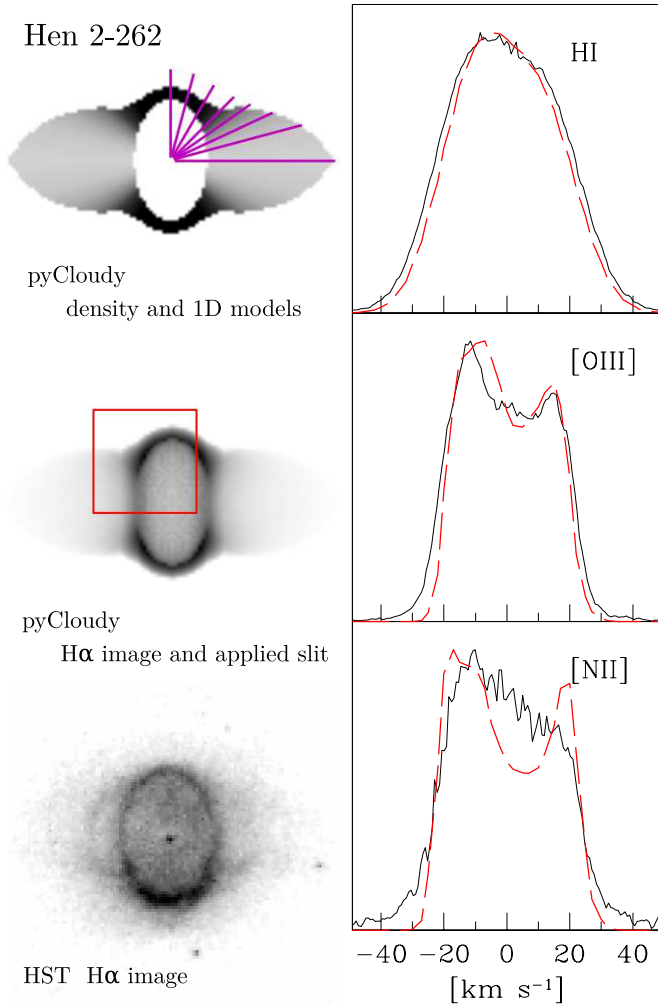 Hen 2-262
pyCloudy
density and 1D models
pyCloudy
Hα image and applied slit
HST Hα image
HI
[OIII]
[NII]
−40 −20 0 20 40
[km s⁻¹]